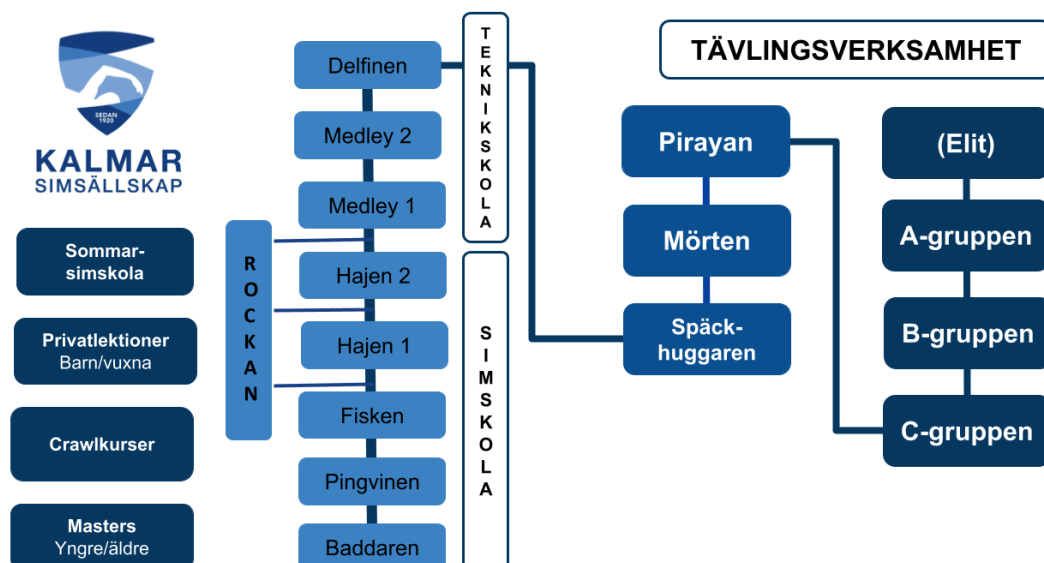 SEDAN
1920
KALMAR
SIMSÄLLSKAP
Sommar-
simskola
Privatlektioner
Barn/vuxna
Crawlkurser
Masters
Yngre/äldre
ROCKAN
Delfinen
Medley 2
Medley 1
Hajen 2
Hajen 1
Fisken
Pingvinen
Baddaren
TEKNIKSKOLA
SIMSKOLA
TÄVLINGSVERKSAMHET
Pirayan
Mörten
Späck-
huggaren
(Elit)
A-gruppen
B-gruppen
C-gruppen